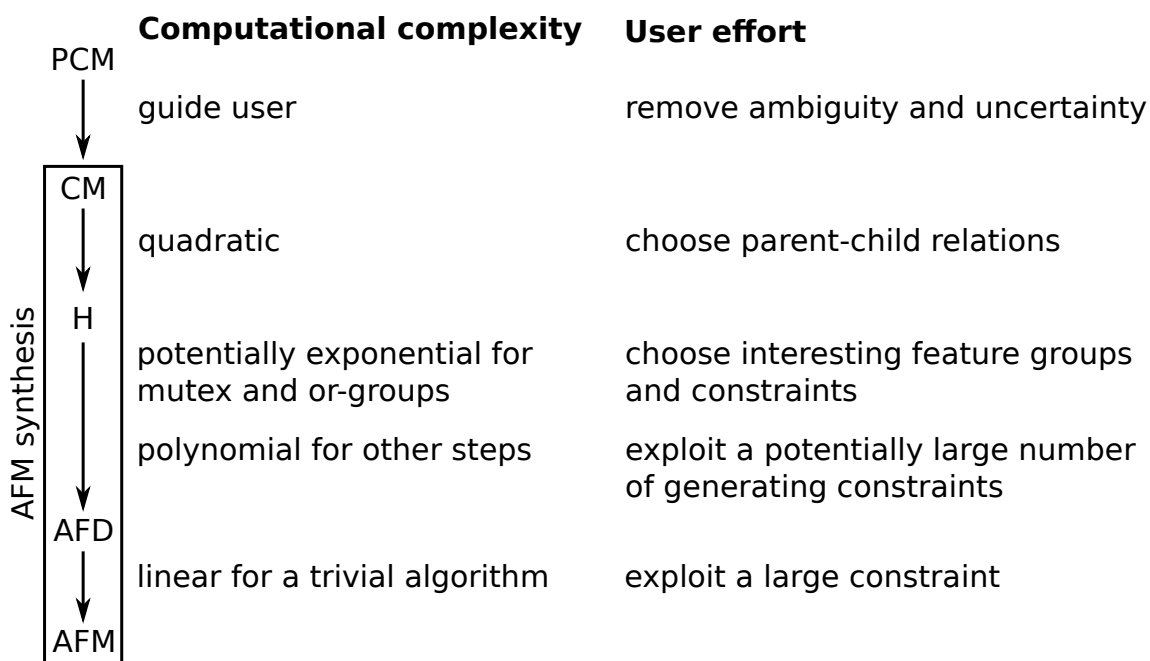 Computational complexity
User effort
PCM
guide user
remove ambiguity and uncertainty
CM
quadratic
choose parent-child relations
H
AFM synthesis
potentially exponential for
mutex and or-groups
choose interesting feature groups
and constraints
polynomial for other steps
exploit a potentially large number
of generating constraints
AFD
linear for a trivial algorithm
exploit a large constraint
AFM